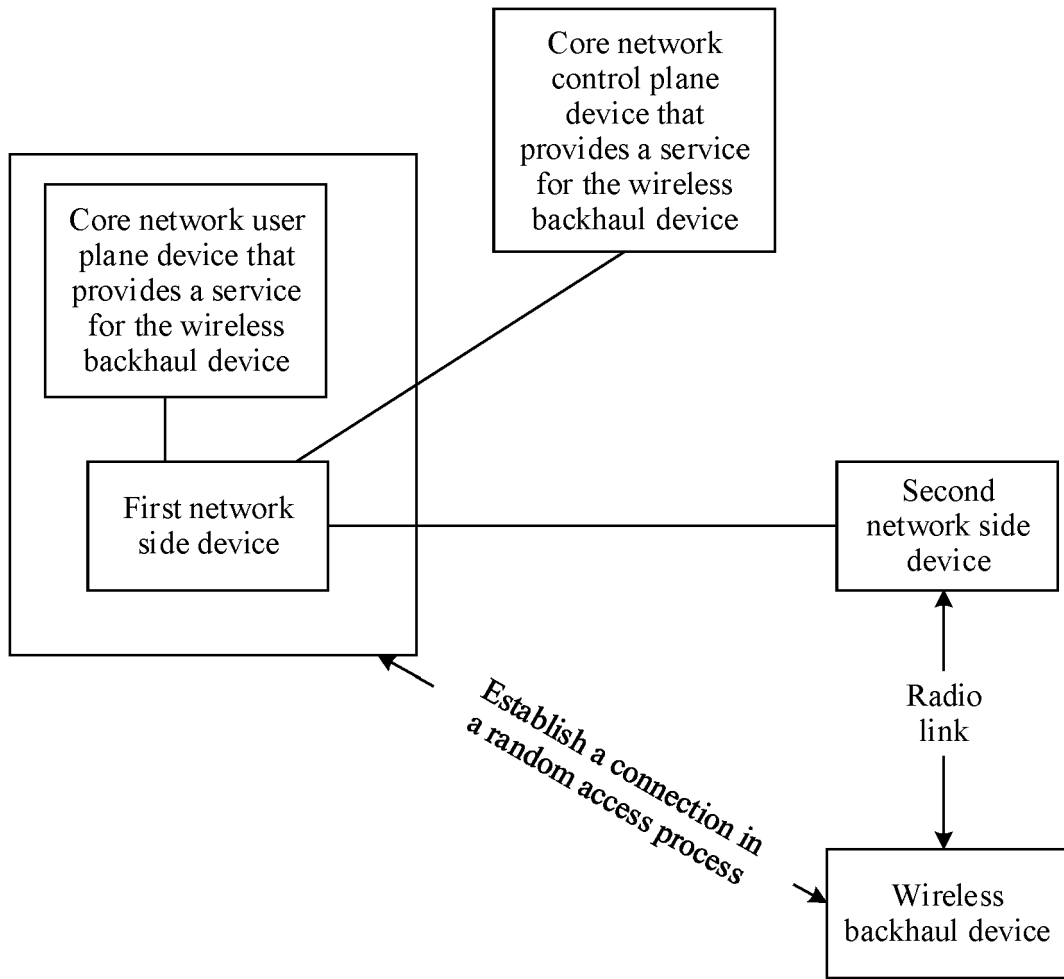 Core network
control plane
device that
provides a service
for the wireless
backhaul device
Core network user
plane device that
provides a service
for the wireless
backhaul device
First network
side device
Second
network side
device
Radio
link
Establish a connection in
a random access process
Wireless
backhaul device